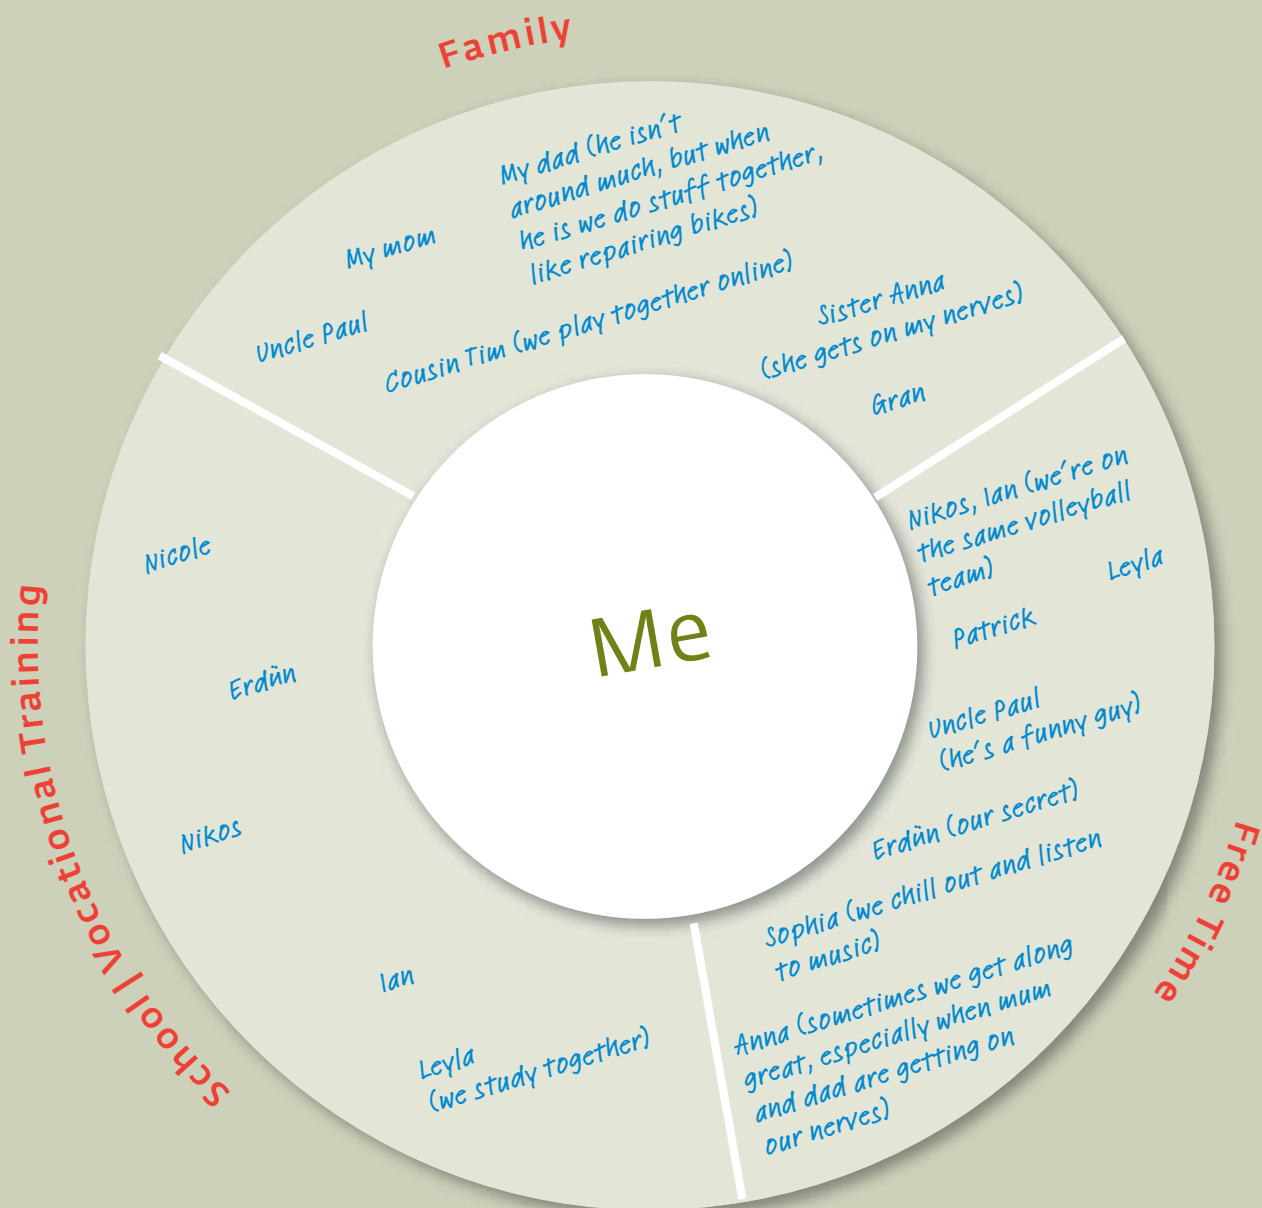 Family
My dad (he isn't
around much, but when
he is we do stuff together,
like repairing bikes)
My mom
Uncle Paul
Cousin Tim (we play together online)
Sister Anna
(she gets on my nerves)
Gran
Free Time
Nikos, Ian (we're on
the same volleyball
team)
Leyla
Patrick
Uncle Paul
(he's a funny guy)
Erdün (our secret)
Sophia (we chill out and listen
to music)
Anna (sometimes we get along
great, especially when mum
and dad are getting on
our nerves)
School | Vocational Training
Nicole
Erdün
Nikos
Ian
Leyla
(we study together)
Me